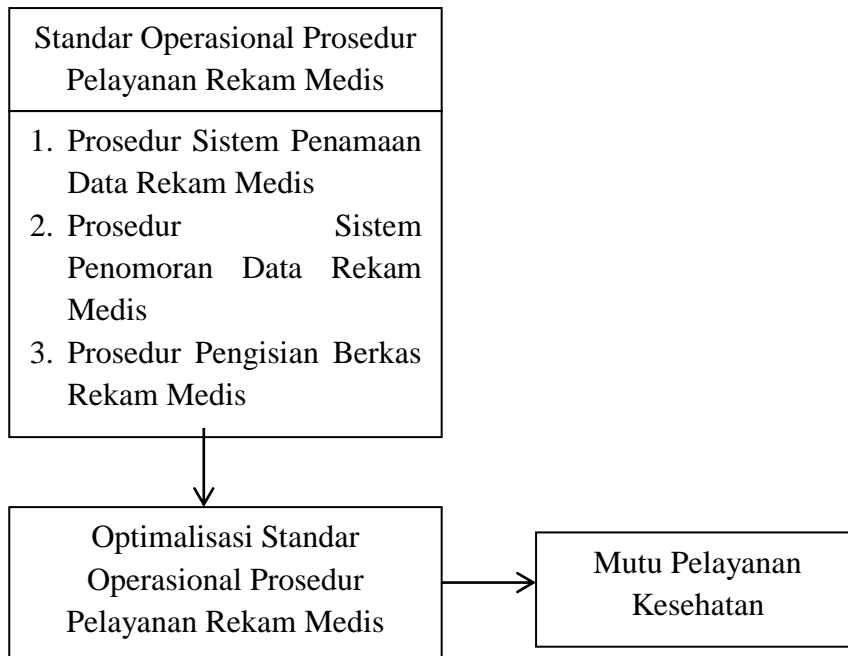 Standar Operasional Prosedur
Pelayanan Rekam Medis
1. Prosedur Sistem Penamaan
Data Rekam Medis
2. Prosedur Sistem
Penomoran Data Rekam
Medis
3. Prosedur Pengisian Berkas
Rekam Medis
Optimalisasi Standar
Operasional Prosedur
Pelayanan Rekam Medis
Mutu Pelayanan
Kesehatan